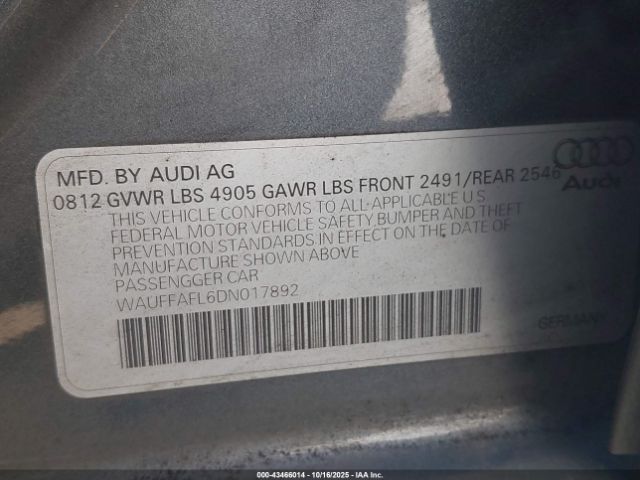 MFD. BY AUDI AG
0812 GVWR LBS 4905 GAWR LBS FRONT 2491/REAR 2546
THIS VEHICLE CONFORMS TO ALL-APPLICABLE U S
FEDERAL MOTOR VEHICLE SAFETY BUMPER AND THEFT
PREVENTION STANDARDS IN EFFECT ON THE DATE OF
MANUFACTURE SHOWN ABOVE
PASSENGGER CAR
WAUFFAFL6DN017892
Audi
GERMANY
000-43466014 | 10/16/2025 - IAA Inc.